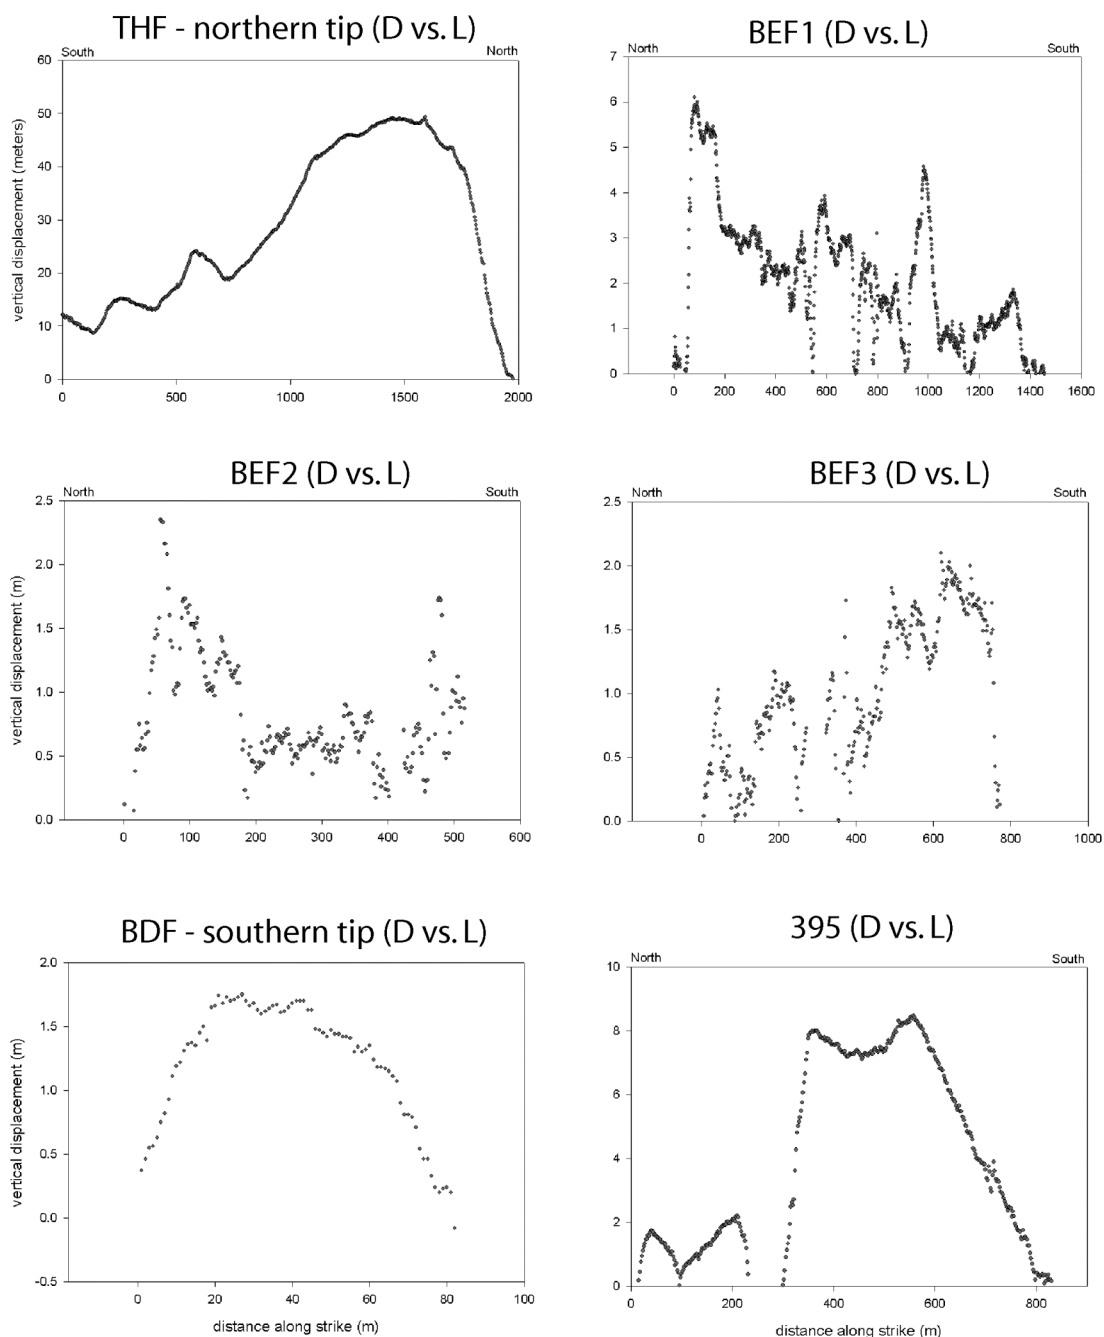 THF - northern tip (D vs. L)
South North
60
50
40
30
20
10
0
vertical displacement (meters)
0 500 1000 1500 2000
BEF1 (D vs. L)
North South
7
6
5
4
3
2
1
0
0 200 400 600 800 1000 1200 1400 1600
BEF2 (D vs. L)
North South
2.5
2.0
1.5
1.0
0.5
0.0
vertical displacement (m)
0 100 200 300 400 500 600
BEF3 (D vs. L)
North South
2.5
2.0
1.5
1.0
0.5
0.0
0 200 400 600 800 1000
BDF - southern tip (D vs. L)
2.0
1.5
1.0
0.5
0.0
-0.5
vertical displacement (m)
0 20 40 60 80 100
distance along strike (m)
395 (D vs. L)
North South
10
8
6
4
2
0
0 200 400 600 800
distance along strike (m)